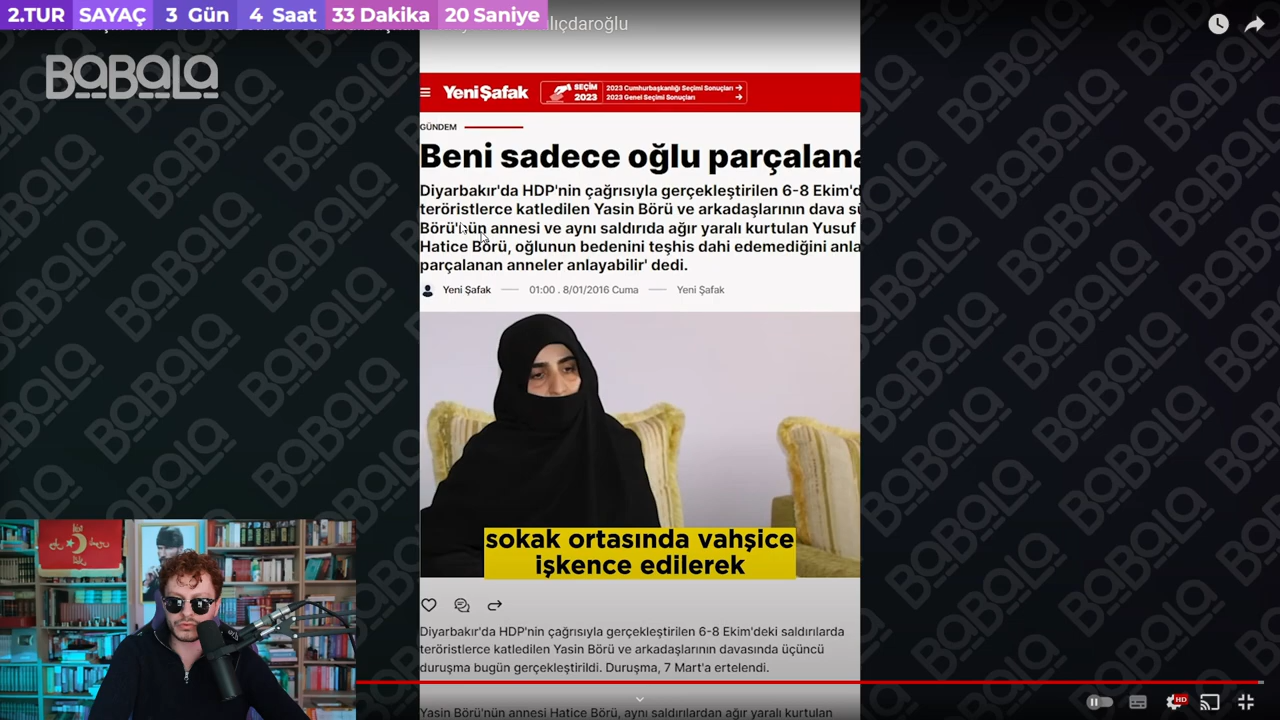 2.TUR SAYAÇ 3 Gün 4 Saat 33 Dakika 20 Saniye
lıçdaroğlu
BaBaLa
YeniŞafak
SEÇİM
2023
2023 Cumhurbaşkanlığı Seçimi Sonuçları
2023 Genel Seçimi Sonuçları
GÜNDEM
Beni sadece oğlu parçalana
Diyarbakır'da HDP'nin çağrısıyla gerçekleştirilen 6-8 Ekim'd
teröristlerce katledilen Yasin Börü ve arkadaşlarının dava sü
Börü'nün annesi ve aynı saldırıda ağır yaralı kurtulan Yusuf
Hatice Börü, oğlunun bedenini teşhis dahi edemediğini anla
parçalanan anneler anlayabilir' dedi.
Yeni Şafak — 01:00 . 8/01/2016 Cuma — Yeni Şafak
sokak ortasında vahşice
işkence edilerek
Diyarbakır'da HDP'nin çağrısıyla gerçekleştirilen 6-8 Ekim'deki saldırılarda
teröristlerce katledilen Yasin Börü ve arkadaşlarının davasında üçüncü
duruşma bugün gerçekleştirildi. Duruşma, 7 Mart'a ertelendi.
Yasin Börü'nün annesi Hatice Börü, aynı saldırılardan ağır yaralı kurtulan
HD